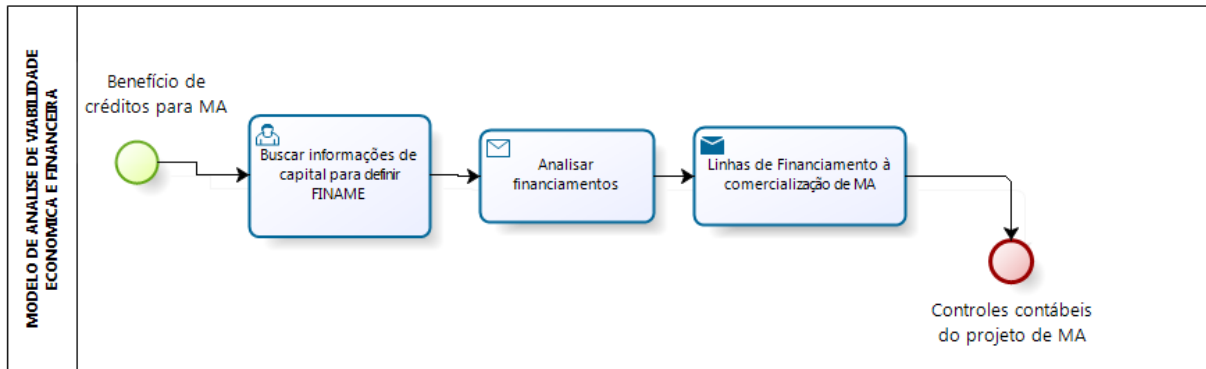 MODELO DE ANALISE DE VIABILIDADE
ECONOMICA E FINANCEIRA
Benefício de
créditos para MA
Buscar informações de
capital para definir
FINAME
Analisar
financiamentos
Linhas de Financiamento à
comercialização de MA
Controles contábeis
do projeto de MA